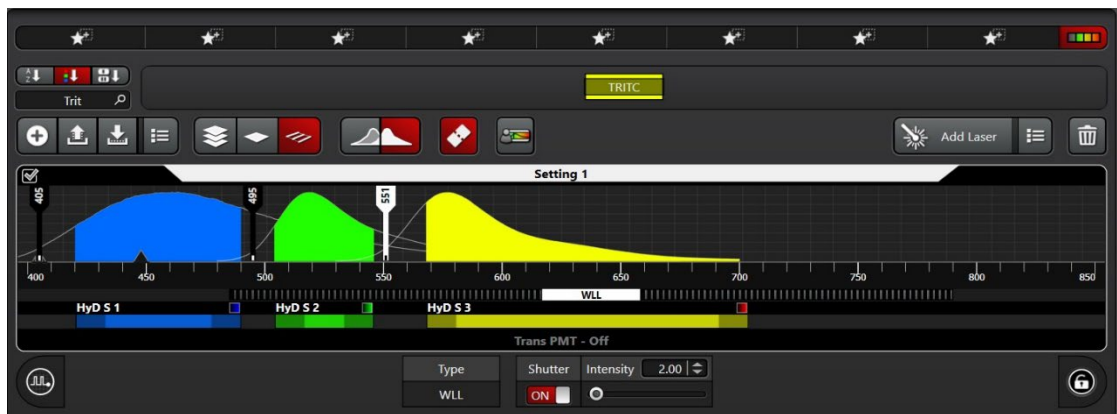 TRITC
Trit
Add Laser
Setting 1
405
495
551
400 450 500 550 600 650 700 750 800 850
WLL
HyD S 1 HyD S 2 HyD S 3
Trans PMT - Off
Type Shutter Intensity 2.00
WLL ON